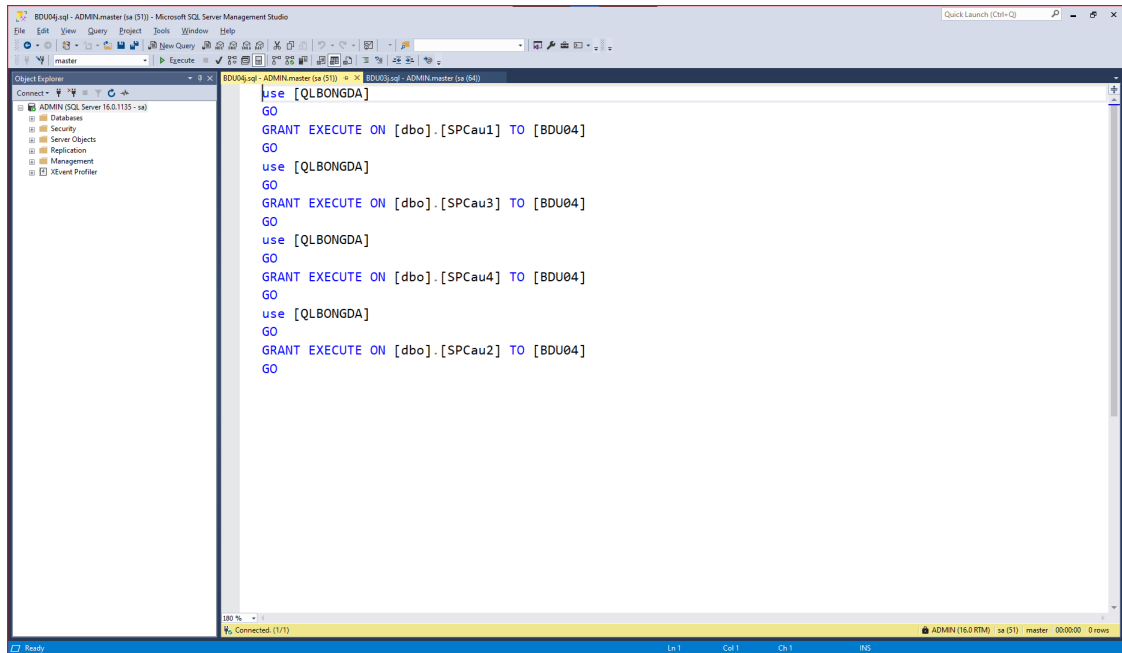 BDU04j.sql - ADMIN.master (sa (51)) - Microsoft SQL Server Management Studio
Quick Launch (Ctrl+Q)
File Edit View Query Project Tools Window Help
New Query
master
Execute
Object Explorer
BDU04j.sql - ADMIN.master (sa (51))
BDU03j.sql - ADMIN.master (sa (64))
Connect
ADMIN (SQL Server 16.0.1135 - sa)
Databases
Security
Server Objects
Replication
Management
XEvent Profiler
use [QLBONGDA]
GO
GRANT EXECUTE ON [dbo].[SPCau1] TO [BDU04]
GO
use [QLBONGDA]
GO
GRANT EXECUTE ON [dbo].[SPCau3] TO [BDU04]
GO
use [QLBONGDA]
GO
GRANT EXECUTE ON [dbo].[SPCau4] TO [BDU04]
GO
use [QLBONGDA]
GO
GRANT EXECUTE ON [dbo].[SPCau2] TO [BDU04]
GO
180 %
Connected. (1/1)
ADMIN (16.0 RTM) sa (51) master 00:00:00 0 rows
Ready
Ln 1 Col 1 Ch 1 INS